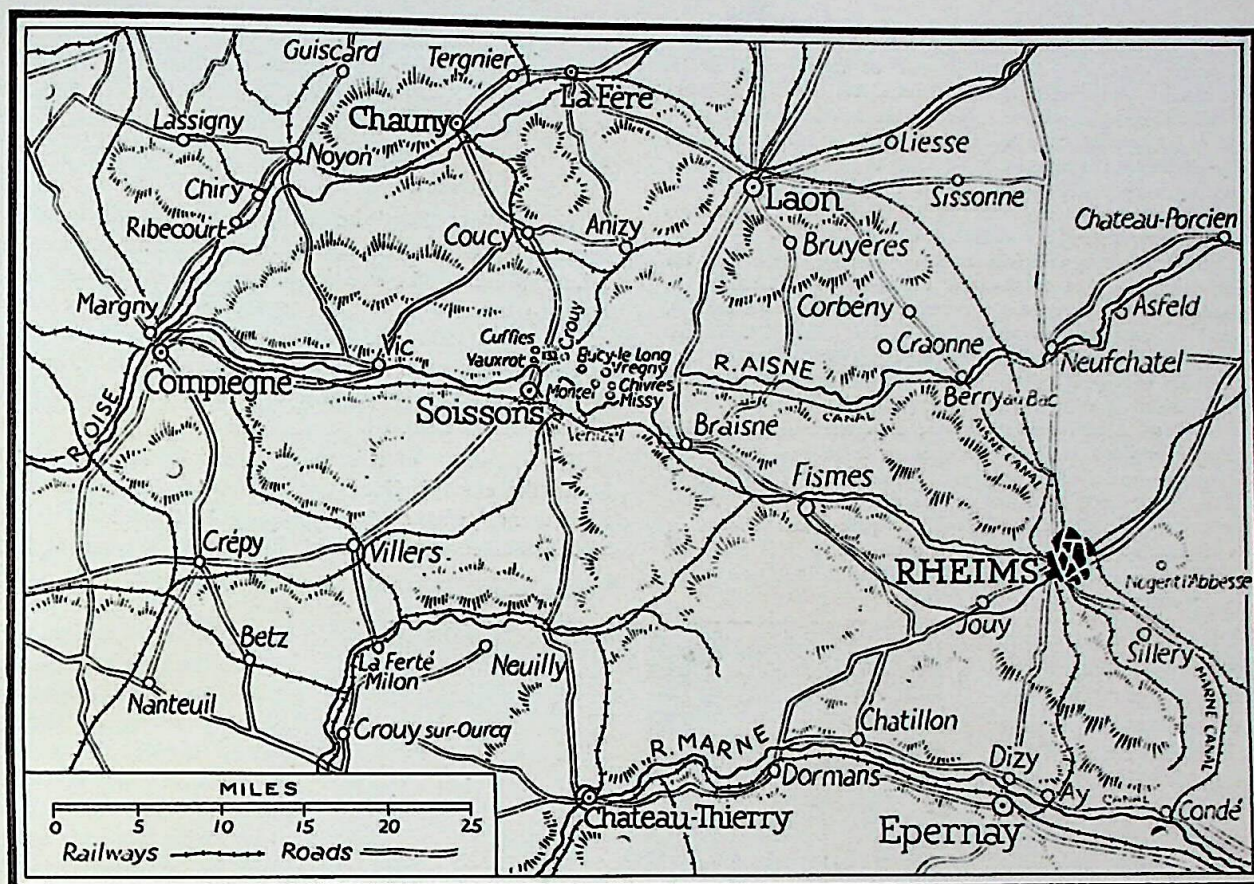 Guiscard
Tergnier
La Fère
Lassigny
Chauny
Noyon
Liesse
Chiry
Laon
Sissonne
Ribecourt
Coucy
Anizy
Bruyères
Chateau-Porcien
Margny
Corbény
Asfeld
Cuffies
Crouy
Vic
Vauxrot
Bucy-le Long
Vregny
Craonne
Neufchatel
Compiegne
R. AISNE
Moncel
Chivres
Missy
Berry au Bac
Soissons
CANAL
R. OISE
Venizel
Braisne
AISNE CANAL
Fismes
Crépy
Villers.
RHEIMS
Nogent l'Abbesse
Betz
Jouy
La Ferté
Milon
Neuilly
Sillery
MARNE CANAL
Nanteuil
Crouy sur-Ourcq
Chatillon
R. MARNE
Dizy
Dormans
Ay
CANAL
Condé
Chateau-Thierry
Epernay
MILES
0 5 10 15 20 25
Railways Roads